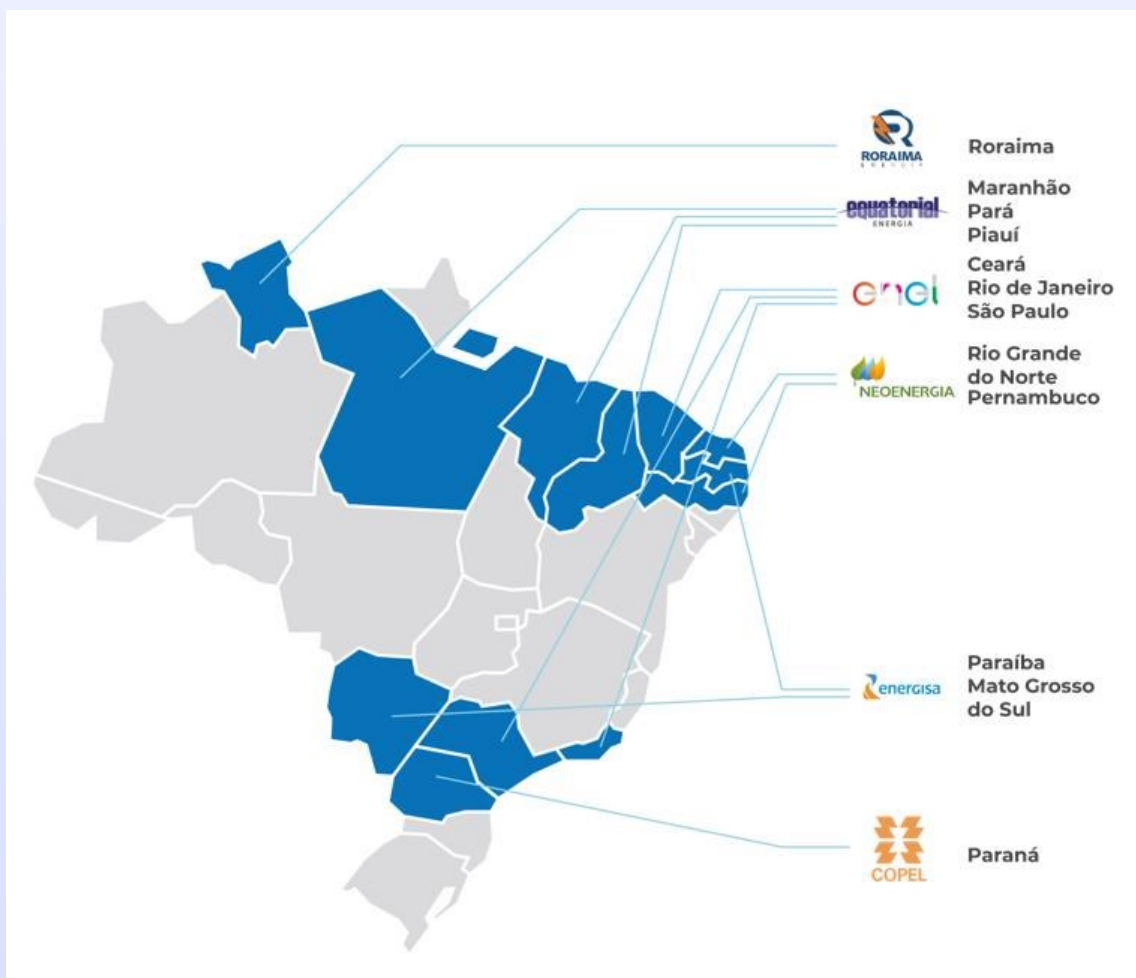 RORAIMA
ENERGIA
Roraima
equatorial
ENERGIA
Maranhão
Pará
Piauí
enel
Ceará
Rio de Janeiro
São Paulo
NEOENERGIA
Rio Grande
do Norte
Pernambuco
energisa
Paraíba
Mato Grosso
do Sul
COPEL
Paraná